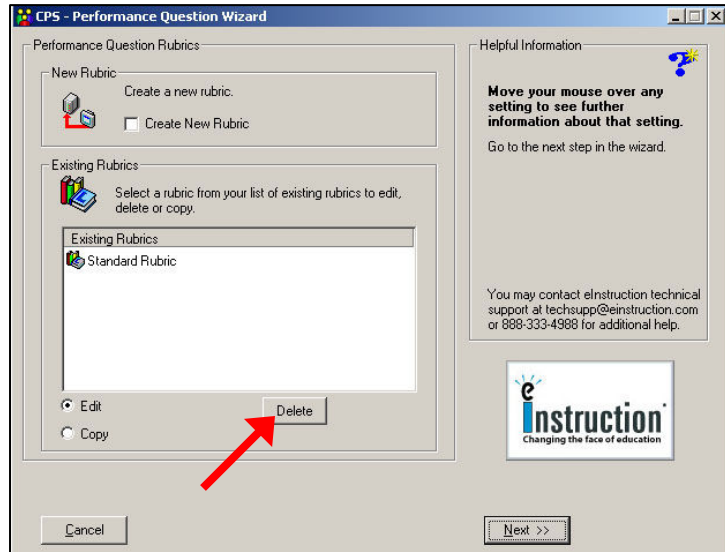 CPS - Performance Question Wizard
Performance Question Rubrics
New Rubric
Create a new rubric.
Create New Rubric
Existing Rubrics
Select a rubric from your list of existing rubrics to edit,
delete or copy.
Existing Rubrics
Standard Rubric
Edit
Copy
Delete
Cancel
Helpful Information
Move your mouse over any
setting to see further
information about that setting.
Go to the next step in the wizard.
You may contact eInstruction technical
support at techsupp@einstruction.com
or 888-333-4988 for additional help.
eInstruction
Changing the face of education
Next >>